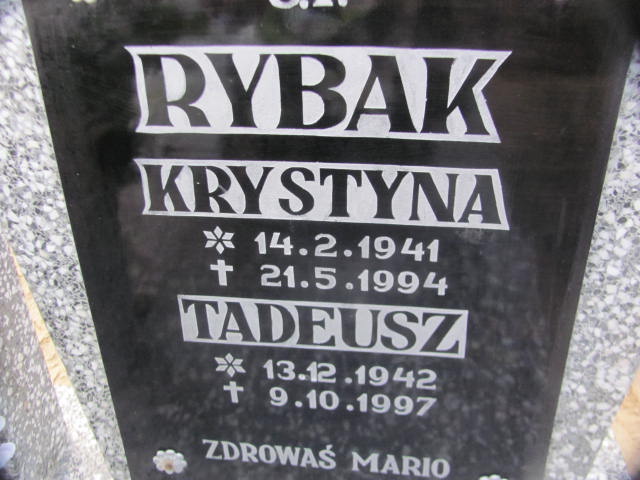 Ś.P.
RYBAK
KRYSTYNA
14.2.1941
✝ 21.5.1994
TADEUSZ
13.12.1942
✝ 9.10.1997
ZDROWAŚ MARIO